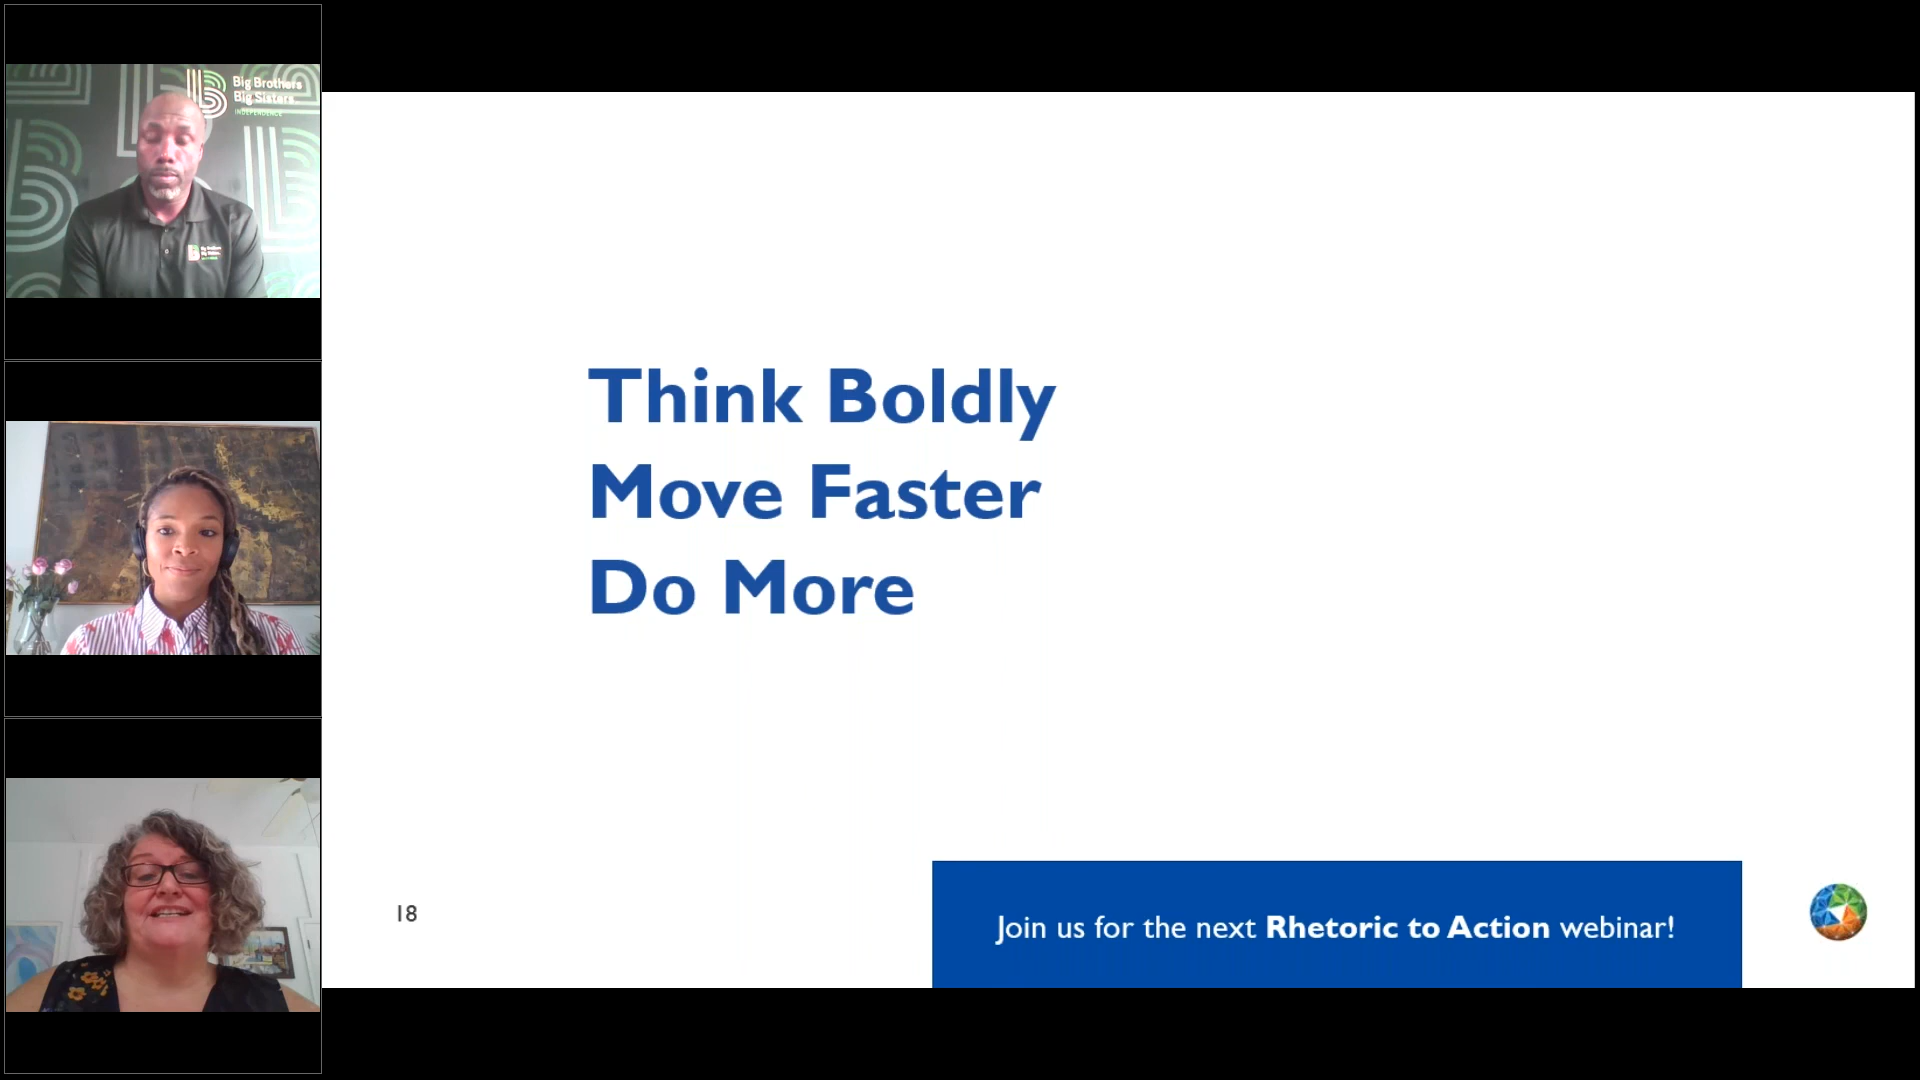 Big Brothers
Big Sisters.
INDEPENDENCE
Think Boldly
Move Faster
Do More
18
Join us for the next Rhetoric to Action webinar!